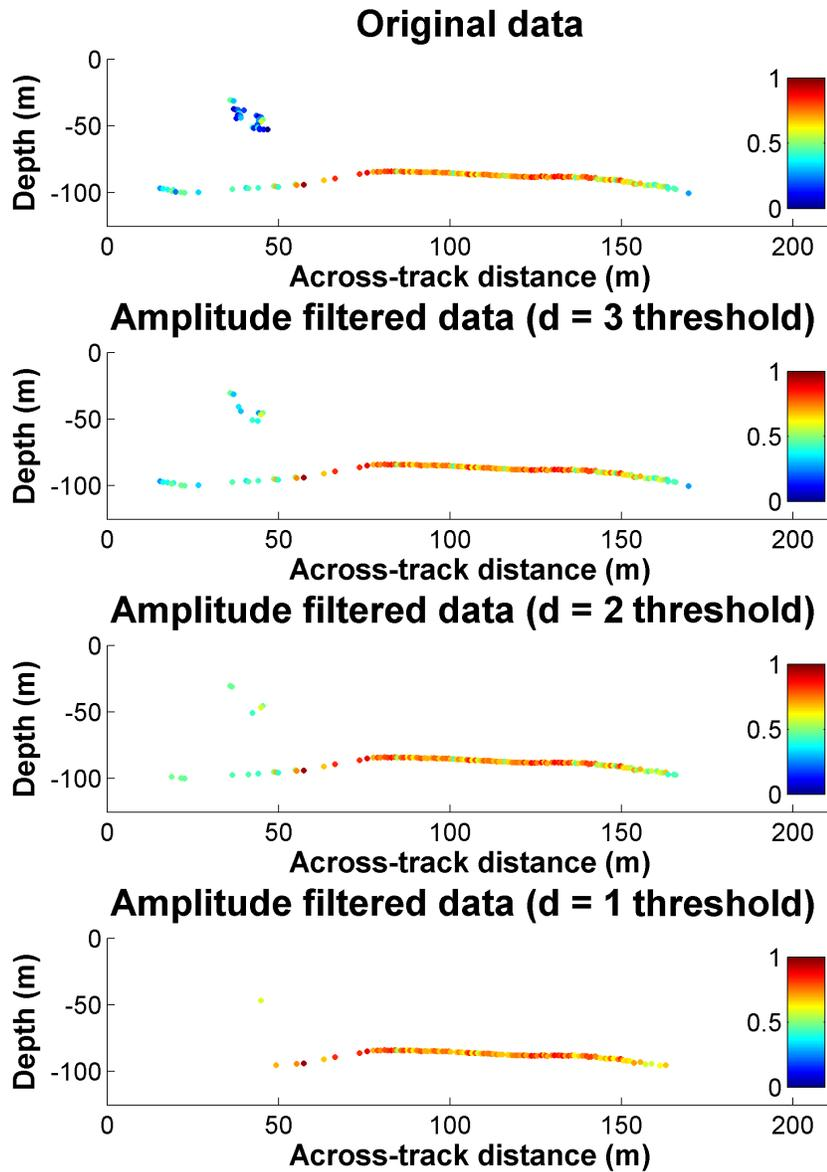 Original data
0
-50
-100
Depth (m)
0 50 100 150 200
Across-track distance (m)
1
0.5
0
Amplitude filtered data (d = 3 threshold)
0
-50
-100
Depth (m)
0 50 100 150 200
Across-track distance (m)
1
0.5
0
Amplitude filtered data (d = 2 threshold)
0
-50
-100
Depth (m)
0 50 100 150 200
Across-track distance (m)
1
0.5
0
Amplitude filtered data (d = 1 threshold)
0
-50
-100
Depth (m)
0 50 100 150 200
Across-track distance (m)
1
0.5
0